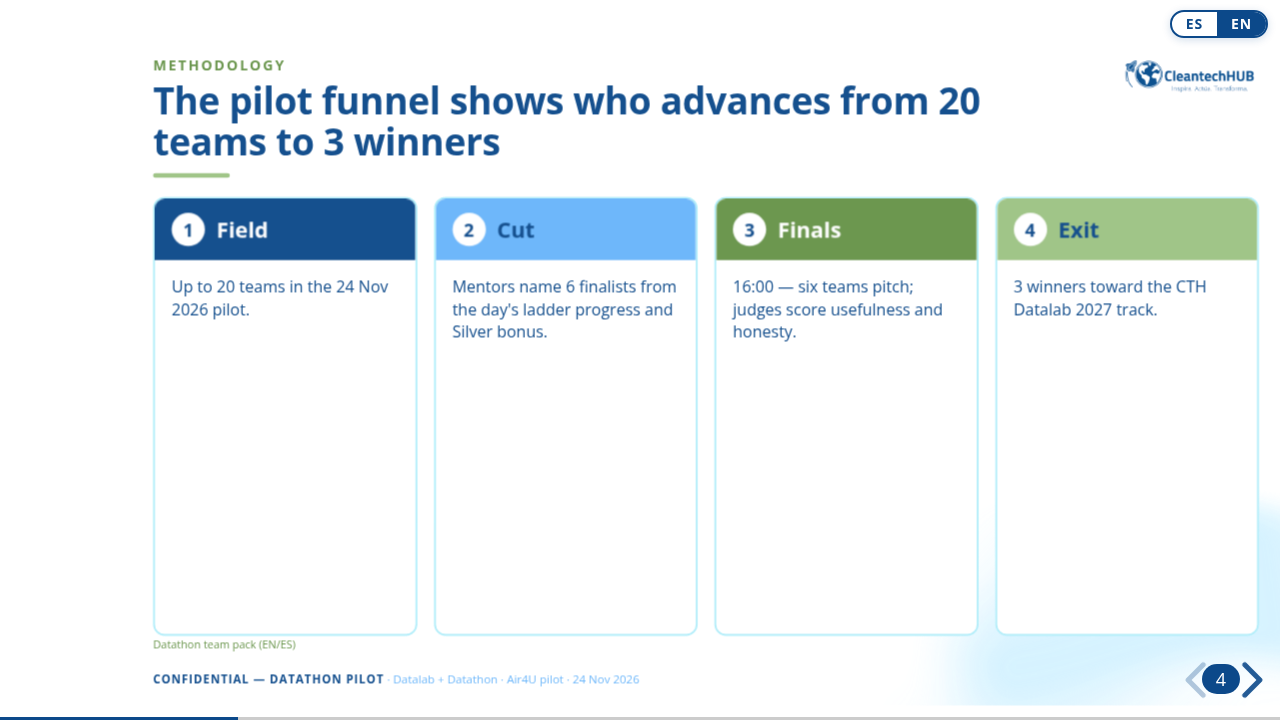 ES EN
METHODOLOGY
CleantechHUB
Inspira. Actúa. Transforma.
The pilot funnel shows who advances from 20
teams to 3 winners
1 Field
Up to 20 teams in the 24 Nov
2026 pilot.
2 Cut
Mentors name 6 finalists from
the day's ladder progress and
Silver bonus.
3 Finals
16:00 — six teams pitch;
judges score usefulness and
honesty.
4 Exit
3 winners toward the CTH
Datalab 2027 track.
Datathon team pack (EN/ES)
CONFIDENTIAL — DATATHON PILOT · Datalab + Datathon · Air4U pilot · 24 Nov 2026
4